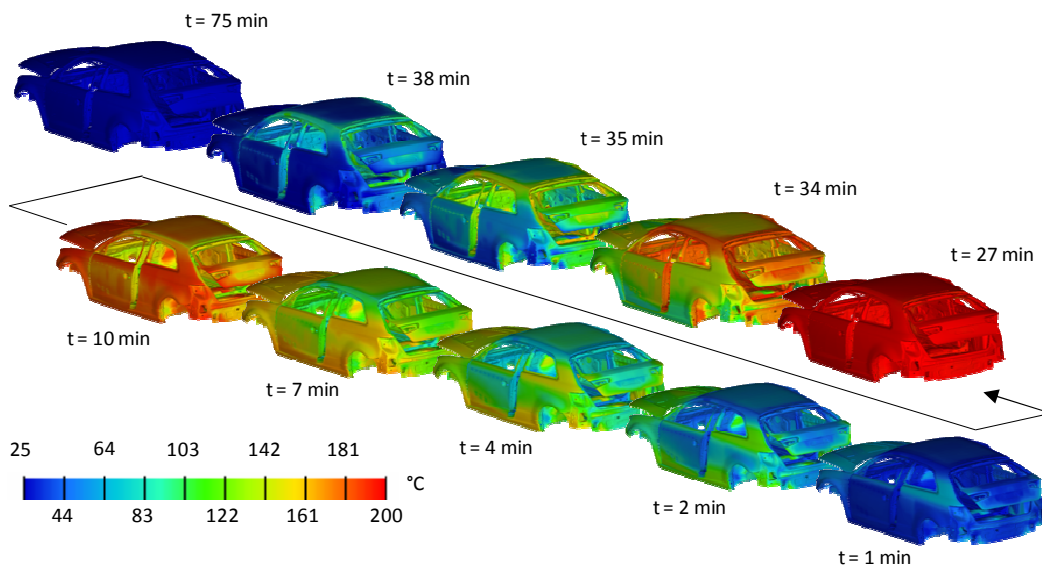 t = 75 min
t = 38 min
t = 35 min
t = 34 min
t = 27 min
t = 10 min
t = 7 min
t = 4 min
t = 2 min
t = 1 min
25 64 103 142 181
°C
44 83 122 161 200